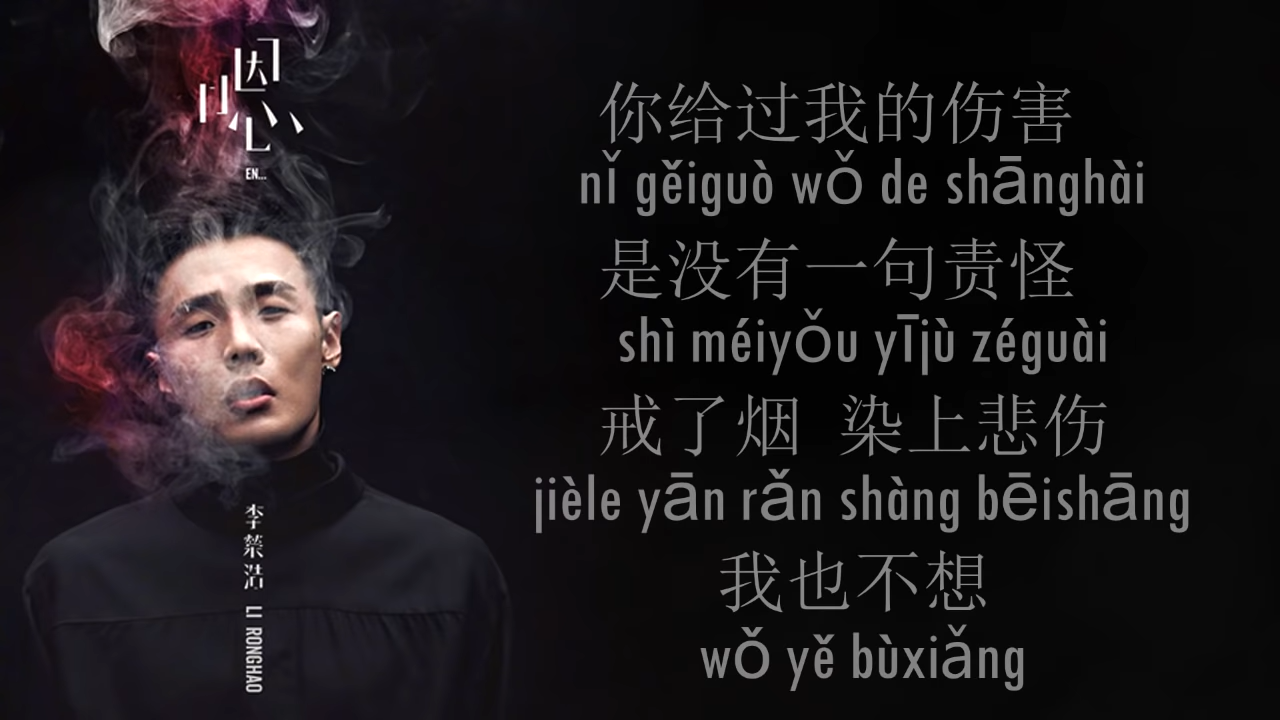 嗯
EN...
李榮浩 LI RONGHAO
你给过我的伤害
nǐ gěiguò wǒ de shānghài
是没有一句责怪
shì méiyǒu yījù zéguài
戒了烟 染上悲伤
jièle yān rǎn shàng bēishāng
我也不想
wǒ yě bùxiǎng